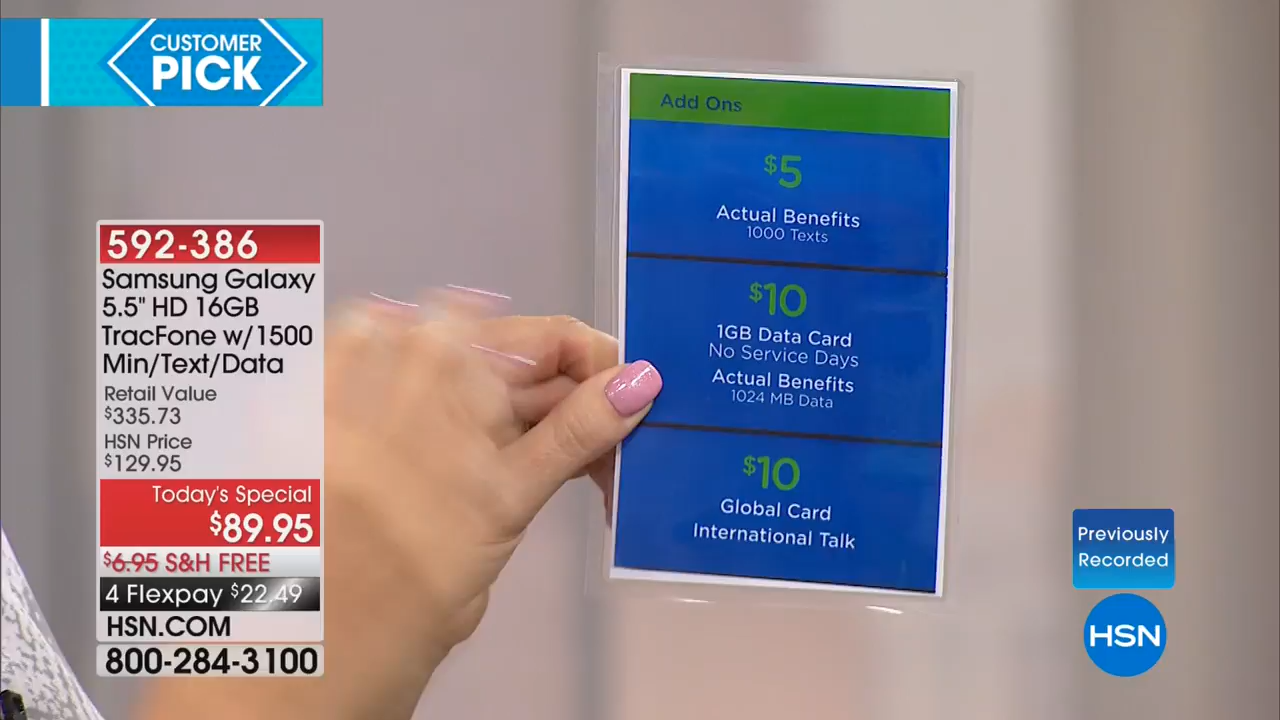 CUSTOMER
PICK
592-386
Samsung Galaxy
5.5" HD 16GB
TracFone w/1500
Min/Text/Data
Retail Value
$335.73
HSN Price
$129.95
Today's Special
$89.95
$6.95 S&H FREE
4 Flexpay $22.49
HSN.COM
800-284-3100
Add Ons
$5
Actual Benefits
1000 Texts
$10
1GB Data Card
No Service Days
Actual Benefits
1024 MB Data
$10
Global Card
International Talk
Previously
Recorded
HSN